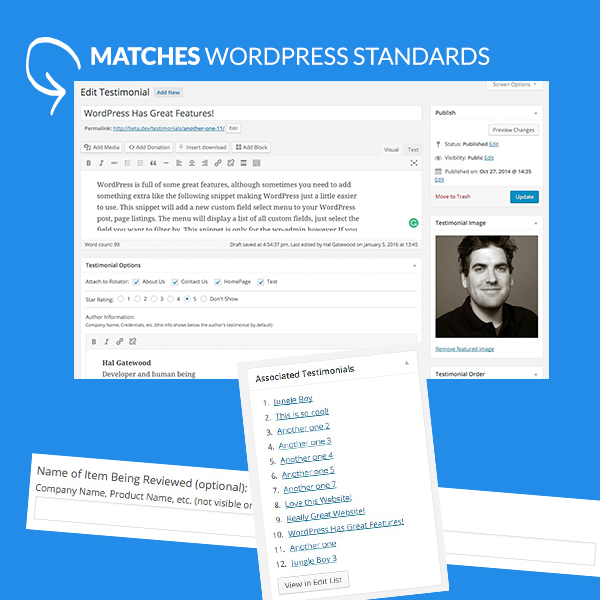 MATCHES WORDPRESS STANDARDS
Screen Options
Edit Testimonial Add New
WordPress Has Great Features!
Permalink: http://beta.dev/testimonials/another-one-11/ Edit
Add Media Add Donation Insert download Add Block
Visual Text
B I ABC
WordPress is full of some great features, although sometimes you need to add
something extra like the following snippet making WordPress just a little easier
to use. This snippet will add a new custom field select menu to your WordPress
post, page listings. The menu will display a list of all custom fields, just select the
field you want to filter by. This snippet is only for the wp-admin however If you
Word count: 99
Draft saved at 4:54:37 pm. Last edited by Hal Gatewood on January 5, 2016 at 13:45
Testimonial Options
Attach to Rotator: About Us Contact Us HomePage Test
Star Rating: 1 2 3 4 5 Don't Show
Author Information:
Company Name, Credentials, etc. (this info shows below the author's testimonial by default)
B I
Hal Gatewood
Developer and human being
Publish
Preview Changes
Status: Published Edit
Visibility: Public Edit
Published on: Oct 27, 2014 @ 14:35
Edit
Move to Trash
Update
Testimonial Image
Remove featured image
Testimonial Order
Associated Testimonials
1. Jungle Boy
2. This is so cool!
3. Another one 2
4. Another one 3
5. Another one 4
6. Another one 5
7. Another one 7
8. Love this Website!
9. Really Great Website!
10. WordPress Has Great Features!
11. Another one
12. Jungle Boy 3
View in Edit List
Name of Item Being Reviewed (optional):
Company Name, Product Name, etc. (not visible or